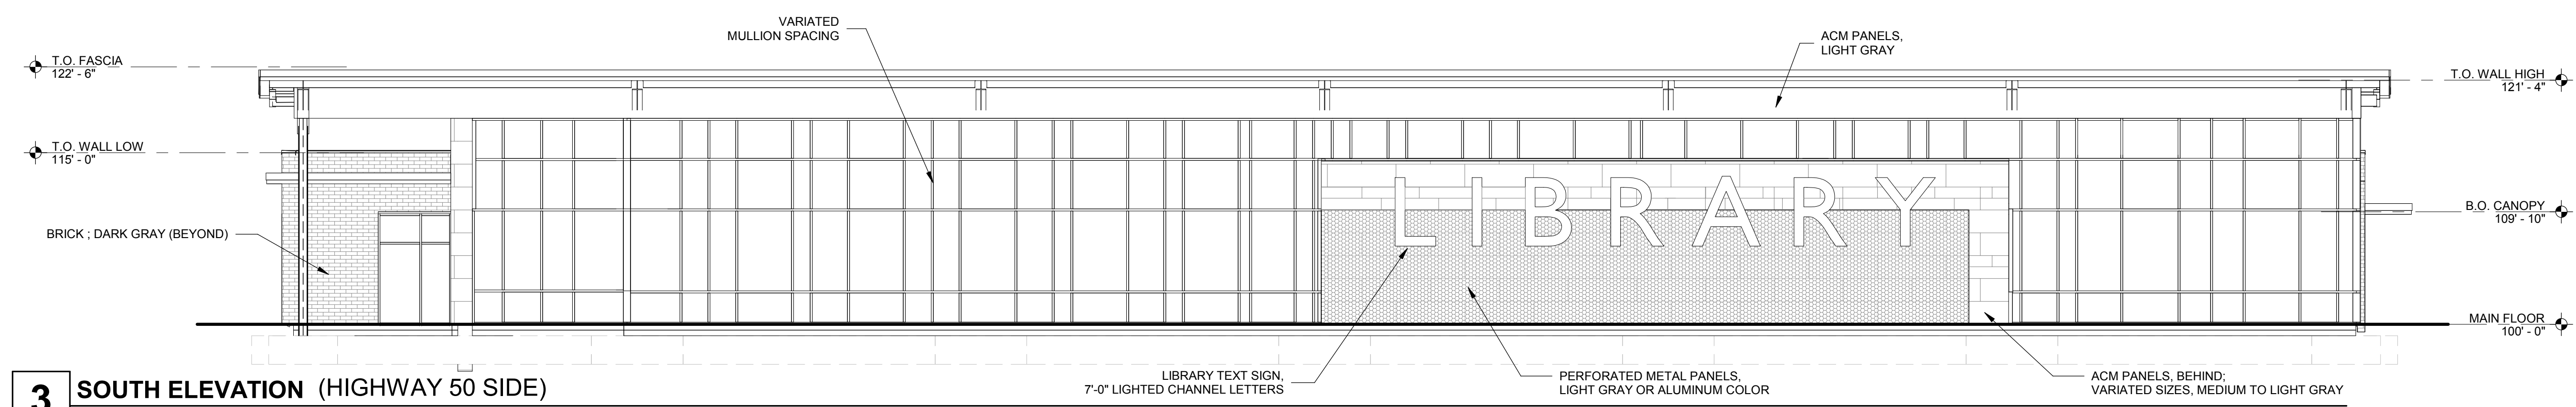 VARIATED
MULLION SPACING
ACM PANELS,
LIGHT GRAY
T.O. FASCIA
122' - 6"
T.O. WALL HIGH
121' - 4"
T.O. WALL LOW
115' - 0"
LIBRARY
B.O. CANOPY
109' - 10"
BRICK ; DARK GRAY (BEYOND)
MAIN FLOOR
100' - 0"
LIBRARY TEXT SIGN,
7'-0" LIGHTED CHANNEL LETTERS
PERFORATED METAL PANELS,
LIGHT GRAY OR ALUMINUM COLOR
ACM PANELS, BEHIND;
VARIATED SIZES, MEDIUM TO LIGHT GRAY
3 SOUTH ELEVATION (HIGHWAY 50 SIDE)